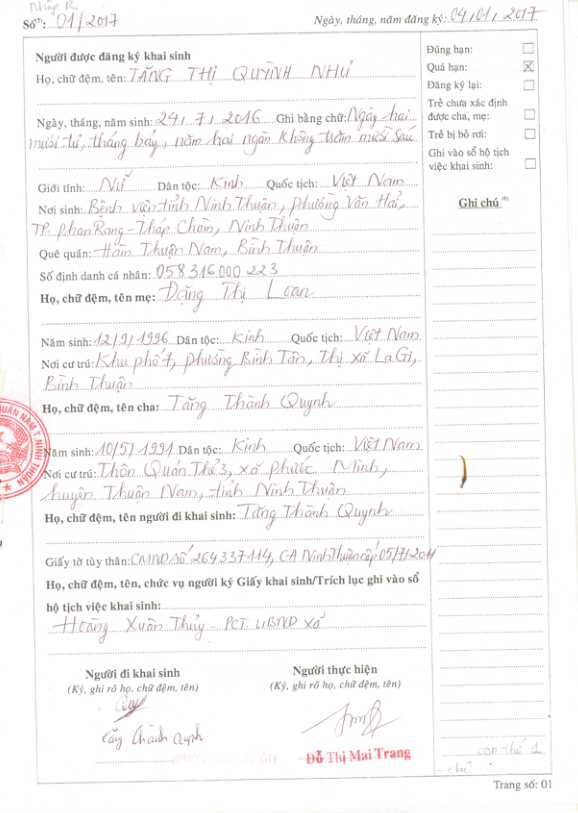 Nháp R
Số: 01/2017
Ngày, tháng, năm đăng ký: 04/01/2017
Người được đăng ký khai sinh
Họ, chữ đệm, tên: TĂNG THỊ QUỲNH NHƯ
Ngày, tháng, năm sinh: 24/7/2016 Ghi bằng chữ: Ngày hai
mươi tư, tháng bảy, năm hai ngàn không trăm mười sáu
Giới tính: Nữ Dân tộc: Kinh Quốc tịch: Việt Nam
Nơi sinh: Bệnh viện tỉnh Ninh Thuận, phường Văn Hải,
TP. Phan Rang - Tháp Chàm, Ninh Thuận
Quê quán: Hàm Thuận Nam, Bình Thuận
Số định danh cá nhân: 058316000223
Họ, chữ đệm, tên mẹ: Đặng Thị Loan
Năm sinh: 12/9/1996 Dân tộc: Kinh Quốc tịch: Việt Nam
Nơi cư trú: Khu phố 7, phường Bình Tân, Thị xã LaGi,
Bình Thuận
Họ, chữ đệm, tên cha: Tăng Thành Quynh
Năm sinh: 10/5/1991 Dân tộc: Kinh Quốc tịch: Việt Nam
Nơi cư trú: Thôn Quán Thẻ 3, xã Phước Minh,
huyện Thuận Nam, tỉnh Ninh Thuận
Họ, chữ đệm, tên người đi khai sinh: Tăng Thành Quynh
Giấy tờ tùy thân: CMND số 264337114, CA Ninh Thuận cấp 05/7/2011
Họ, chữ đệm, tên, chức vụ người ký Giấy khai sinh/Trích lục ghi vào sổ
hộ tịch việc khai sinh:
Hoàng Xuân Thủy - PCT UBND xã
Người đi khai sinh
(Ký, ghi rõ họ, chữ đệm, tên)
Tăng Thành Quynh
Người thực hiện
(Ký, ghi rõ họ, chữ đệm, tên)
Đỗ Thị Mai Trang
Đúng hạn:
Quá hạn: X
Đăng ký lại:
Trẻ chưa xác định
được cha, mẹ:
Trẻ bị bỏ rơi:
Ghi vào sổ hộ tịch
việc khai sinh:
Ghi chú
con thứ 1
Trang số: 01